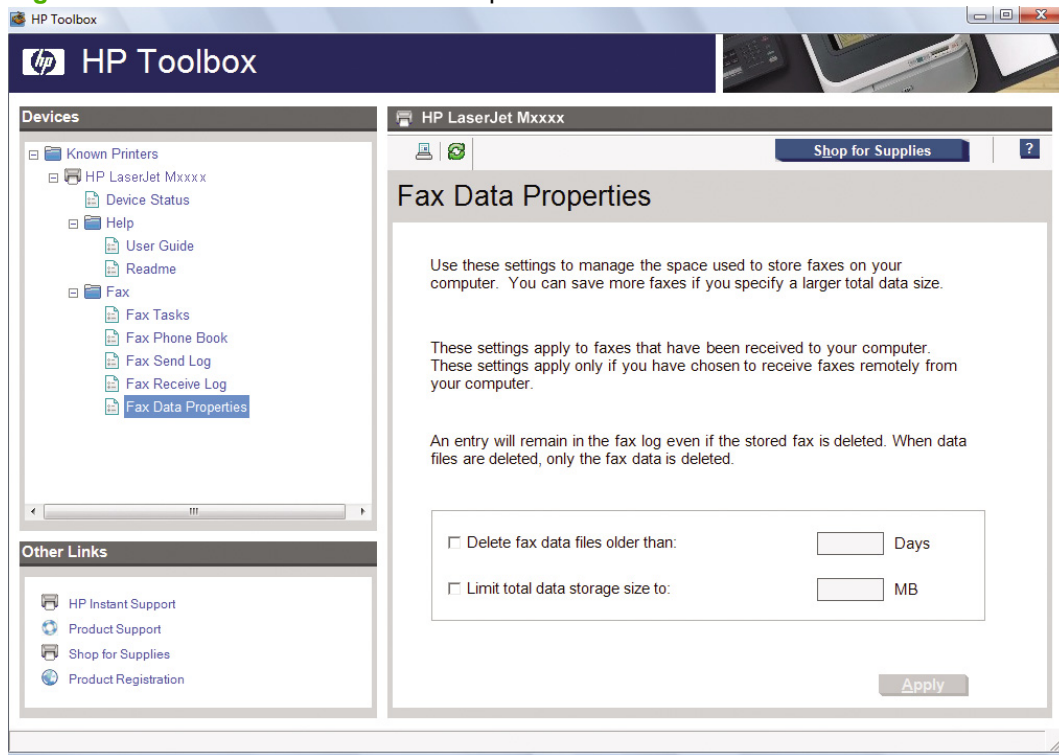 HP Toolbox
hp HP Toolbox
Devices
Known Printers
HP LaserJet Mxxxx
Device Status
Help
User Guide
Readme
Fax
Fax Tasks
Fax Phone Book
Fax Send Log
Fax Receive Log
Fax Data Properties
Other Links
HP Instant Support
Product Support
Shop for Supplies
Product Registration
HP LaserJet Mxxxx
Shop for Supplies
?
Fax Data Properties
Use these settings to manage the space used to store faxes on your
computer. You can save more faxes if you specify a larger total data size.
These settings apply to faxes that have been received to your computer.
These settings apply only if you have chosen to receive faxes remotely from
your computer.
An entry will remain in the fax log even if the stored fax is deleted. When data
files are deleted, only the fax data is deleted.
Delete fax data files older than: Days
Limit total data storage size to: MB
Apply